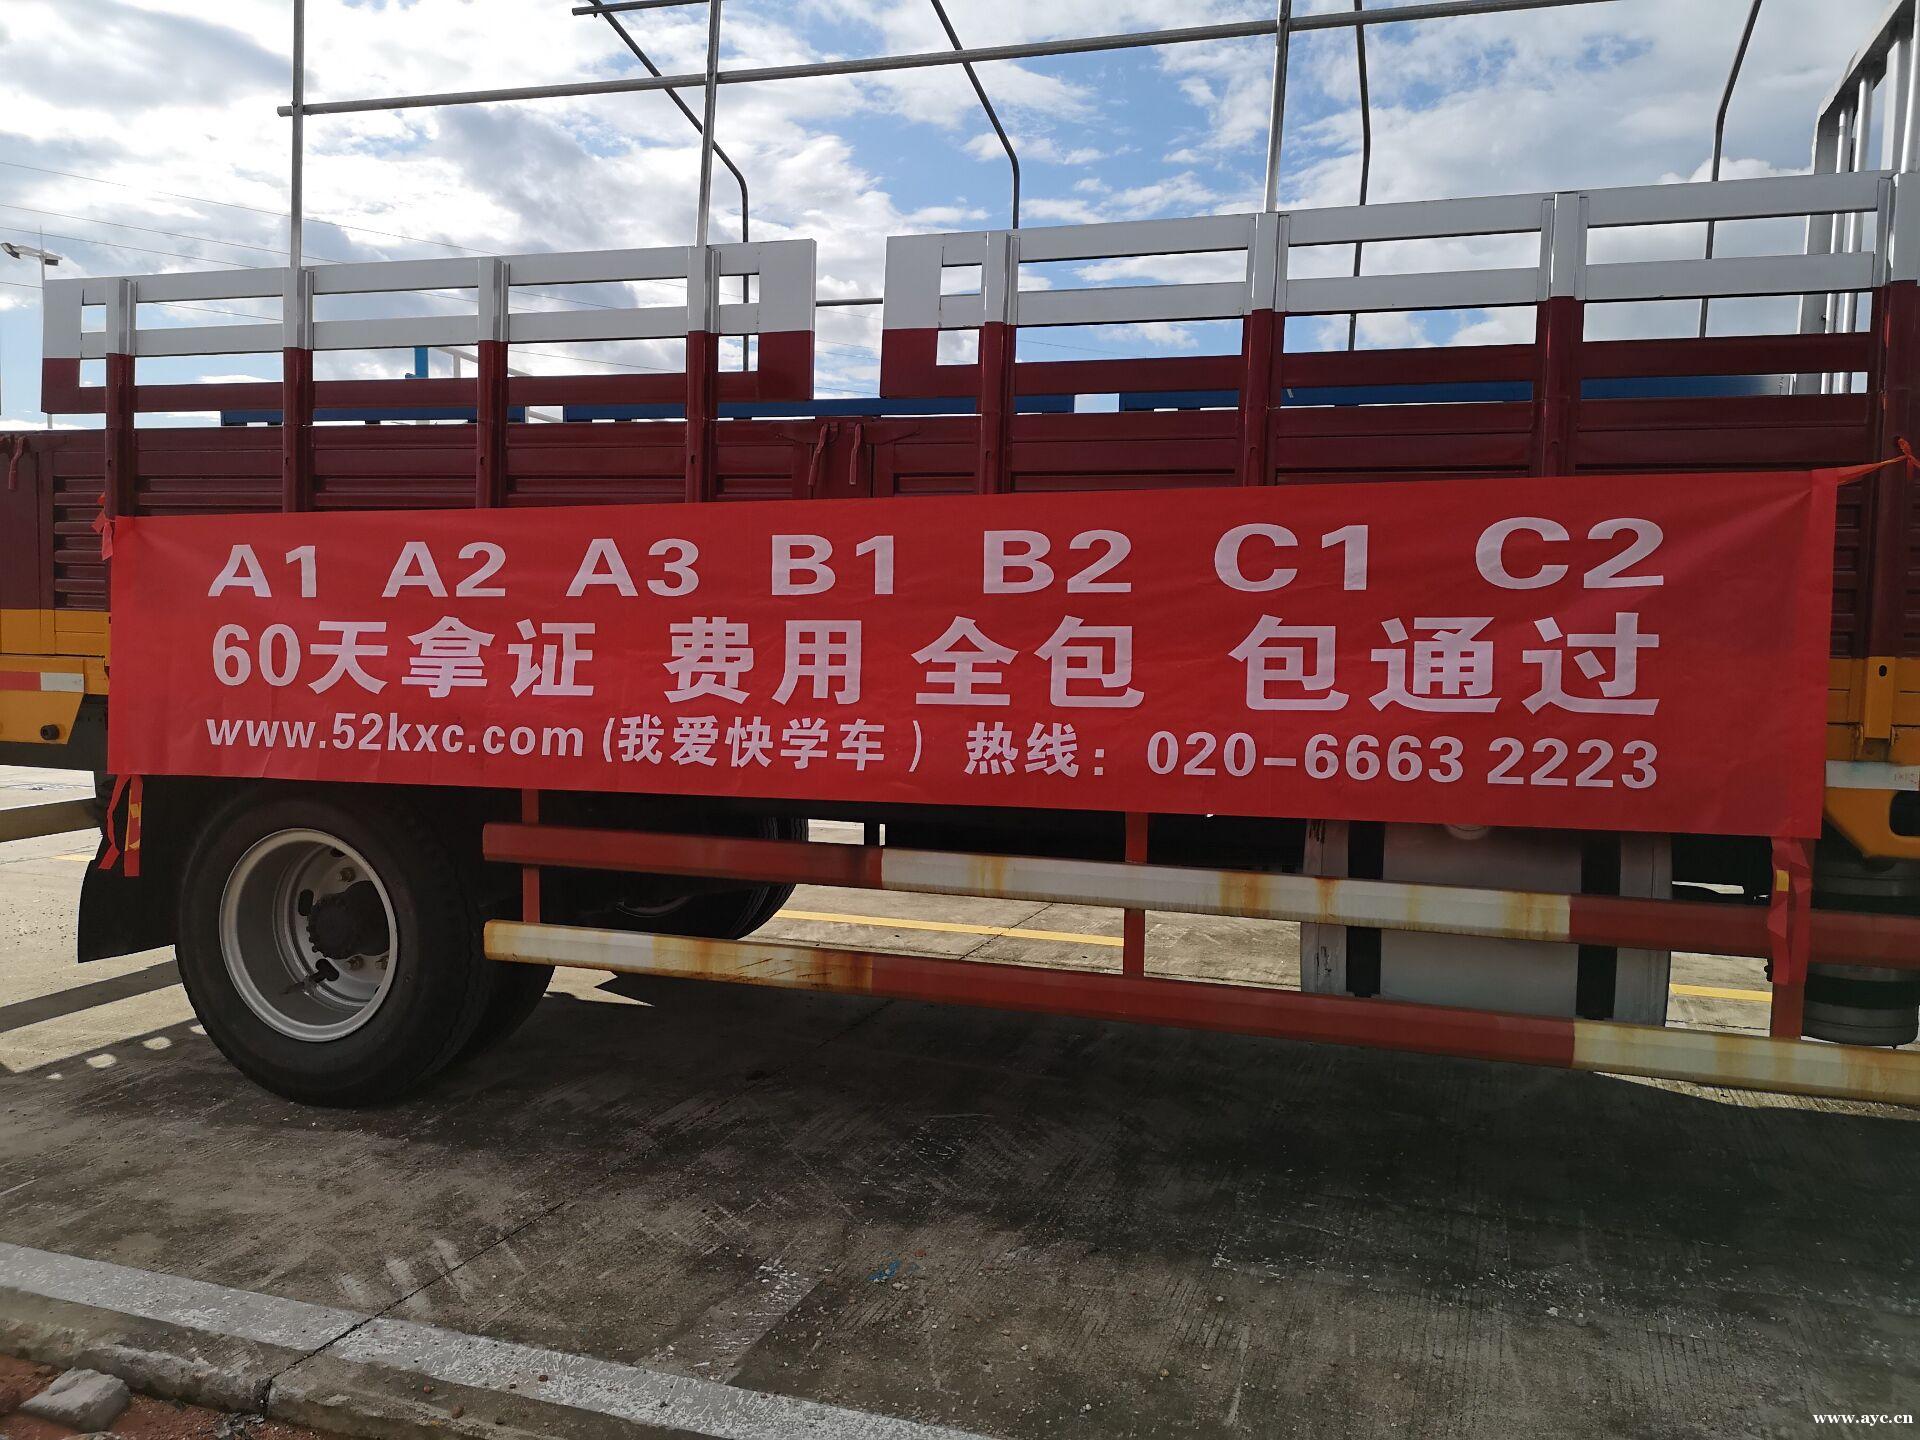 A1 A2 A3 B1 B2 C1 C2
60天拿证 费用全包 包通过
www.52kxc.com(我爱快学车) 热线：020-6663 2223
www.ayc.cn